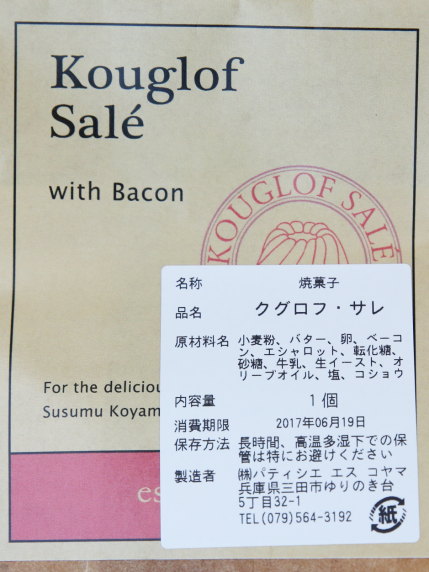 Kouglof
Salé
with Bacon
KOUGLOF SALÉ
名称 焼菓子
品名 クグロフ・サレ
原材料名 小麦粉、バター、卵、ベーコ
ン、エシャロット、転化糖、
砂糖、牛乳、生イースト、オ
リーブオイル、塩、コショウ
内容量 1個
消費期限 2017年06月19日
保存方法 長時間、高温多湿下での保
管は特にお避けください
製造者 ㈱パティシエ エス コヤマ
兵庫県三田市ゆりのき台
5丁目32-1
TEL(079)564-3192
紙
For the
Susumu
es